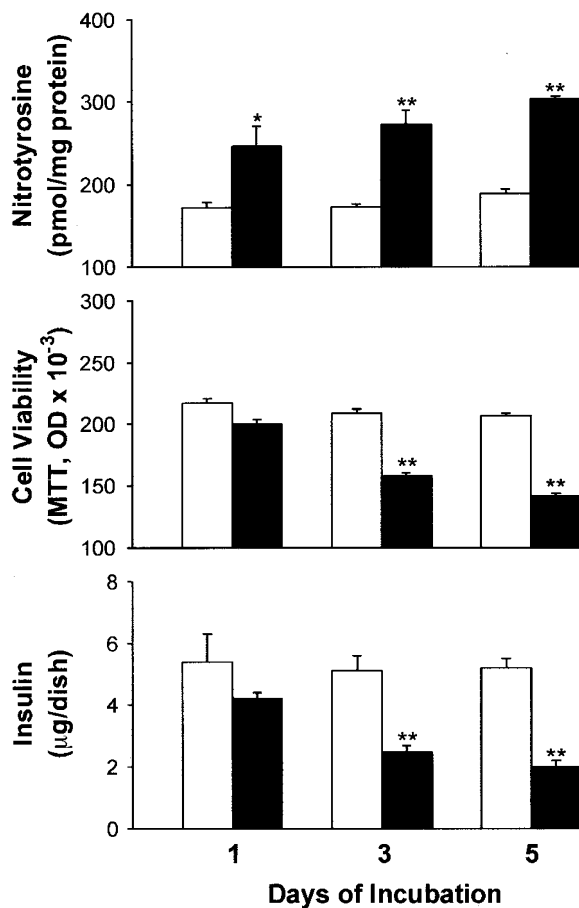 Nitrotyrosine
(pmol/mg protein)
400
300
200
100
*
**
**
Cell Viability
(MTT, OD x 10⁻³)
300
250
200
150
100
**
**
Insulin
(µg/dish)
8
6
4
2
0
**
**
1 3 5
Days of Incubation